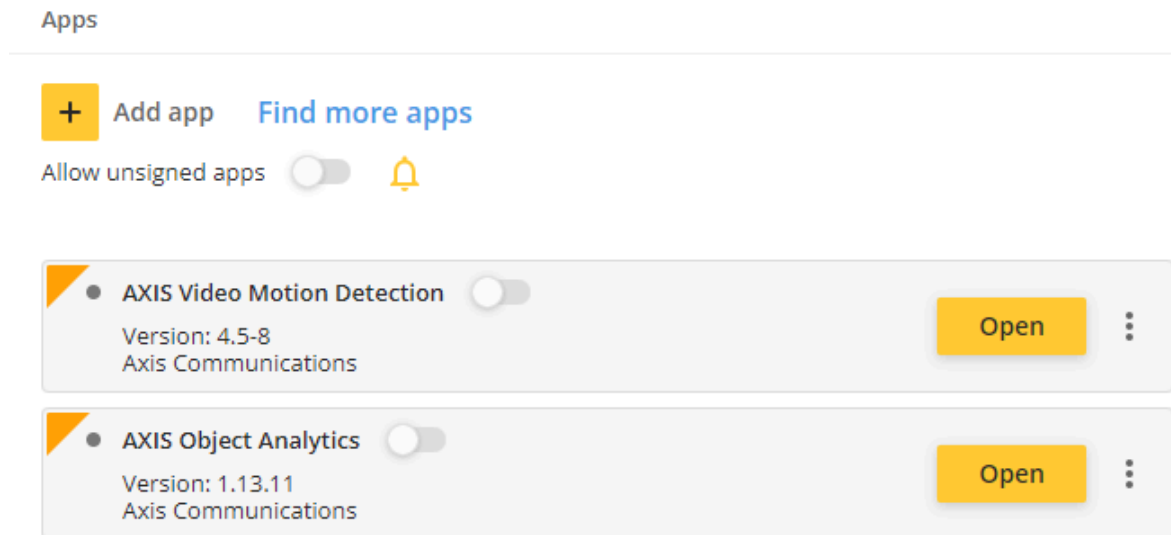 Apps
+ Add app Find more apps
Allow unsigned apps
AXIS Video Motion Detection
Version: 4.5-8
Axis Communications
Open
AXIS Object Analytics
Version: 1.13.11
Axis Communications
Open